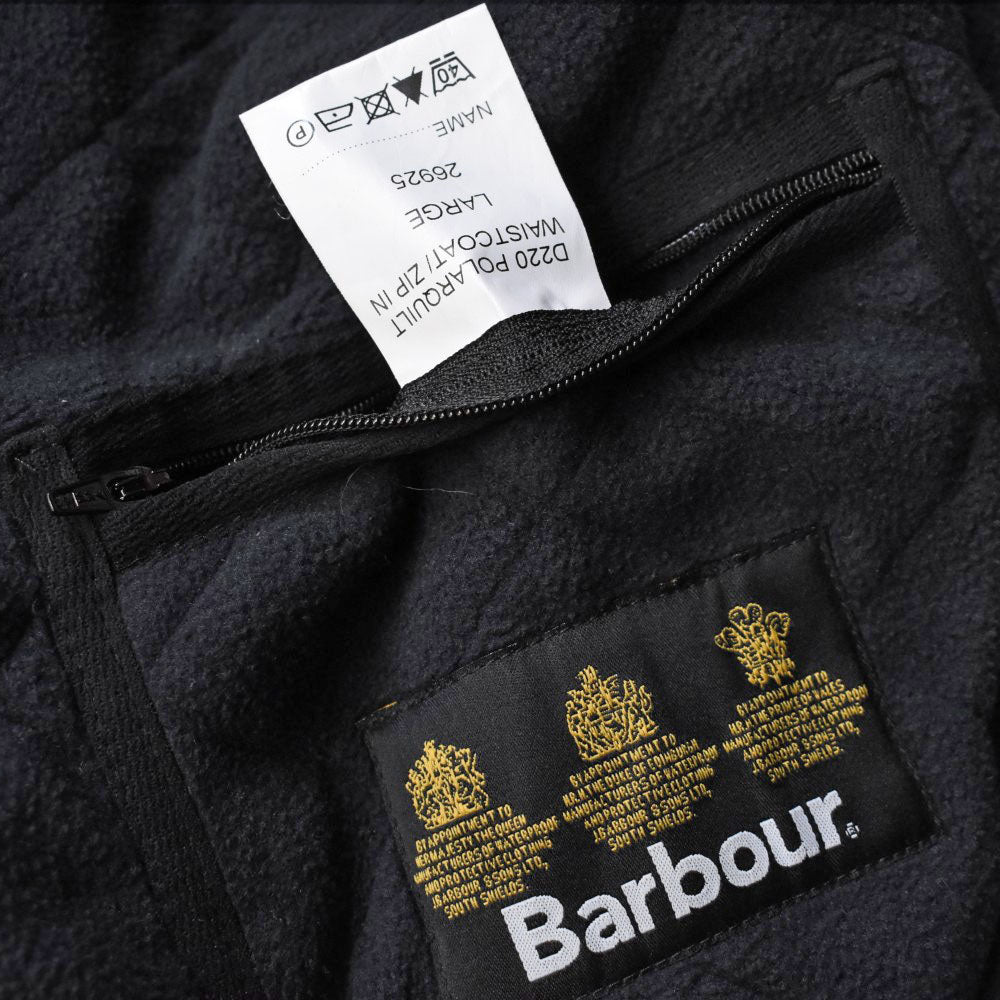 D220 POLARQUILT
WAISTCOAT/ ZIP IN
LARGE
26925
NAME
40
P
BY APPOINTMENT TO
HER MAJESTY THE QUEEN
MANUFACTURERS OF WATERPROOF
AND PROTECTIVE CLOTHING
J.BARBOUR & SONS LTD,
SOUTH SHIELDS.
BY APPOINTMENT TO
H.R.H. THE DUKE OF EDINBURGH
MANUFACTURERS OF WATERPROOF
AND PROTECTIVE CLOTHING
J.BARBOUR & SONS LTD,
SOUTH SHIELDS.
BY APPOINTMENT TO
H.R.H. THE PRINCE OF WALES
MANUFACTURERS OF WATERPROOF
AND PROTECTIVE CLOTHING
J.BARBOUR & SONS LTD,
SOUTH SHIELDS.
Barbour